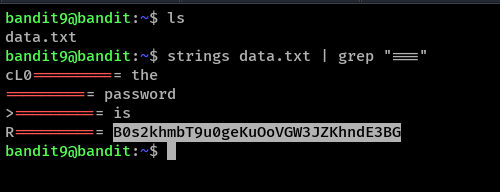 bandit9@bandit:~$ ls
data.txt
bandit9@bandit:~$ strings data.txt | grep "==="
cL0========== the
========== password
>========== is
R========== B0s2khmbT9u0geKuOoVGW3JZKhndE3BG
bandit9@bandit:~$